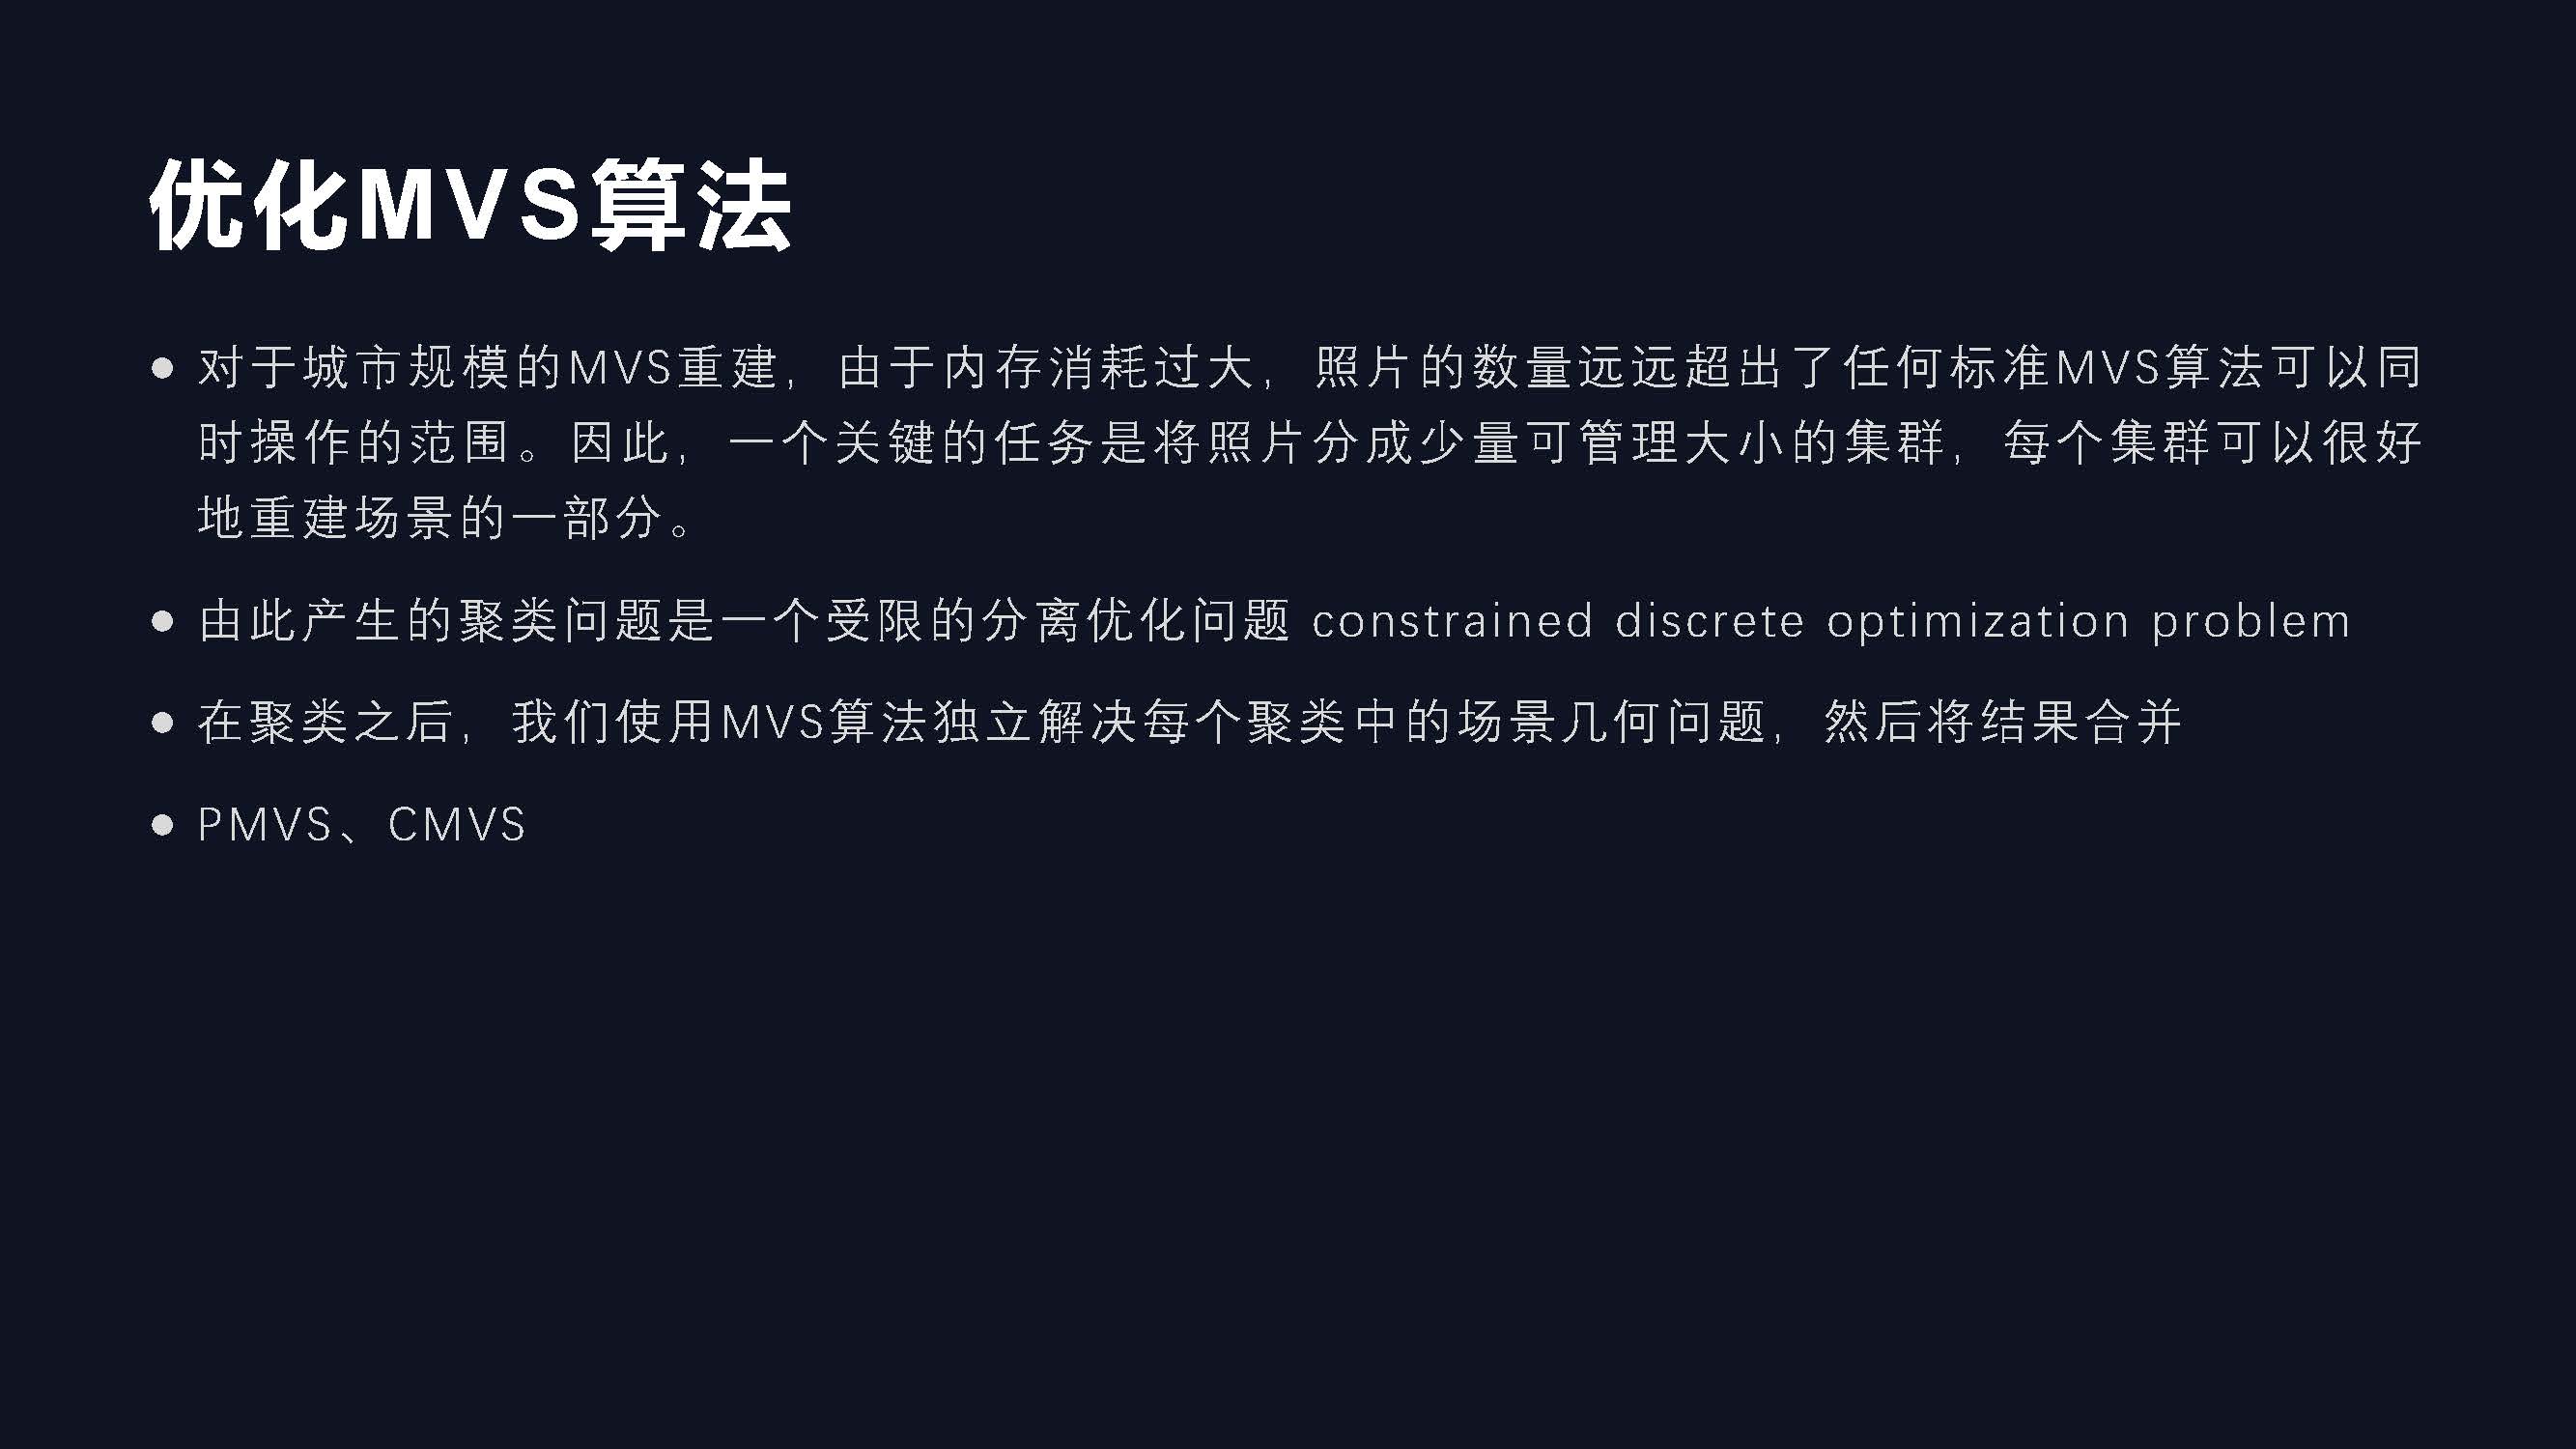 优化MVS算法
● 对于城市规模的MVS重建，由于内存消耗过大，照片的数量远远超出了任何标准MVS算法可以同
时操作的范围。因此，一个关键的任务是将照片分成少量可管理大小的集群，每个集群可以很好
地重建场景的一部分。
● 由此产生的聚类问题是一个受限的分离优化问题 constrained discrete optimization problem
● 在聚类之后，我们使用MVS算法独立解决每个聚类中的场景几何问题，然后将结果合并
● PMVS、CMVS